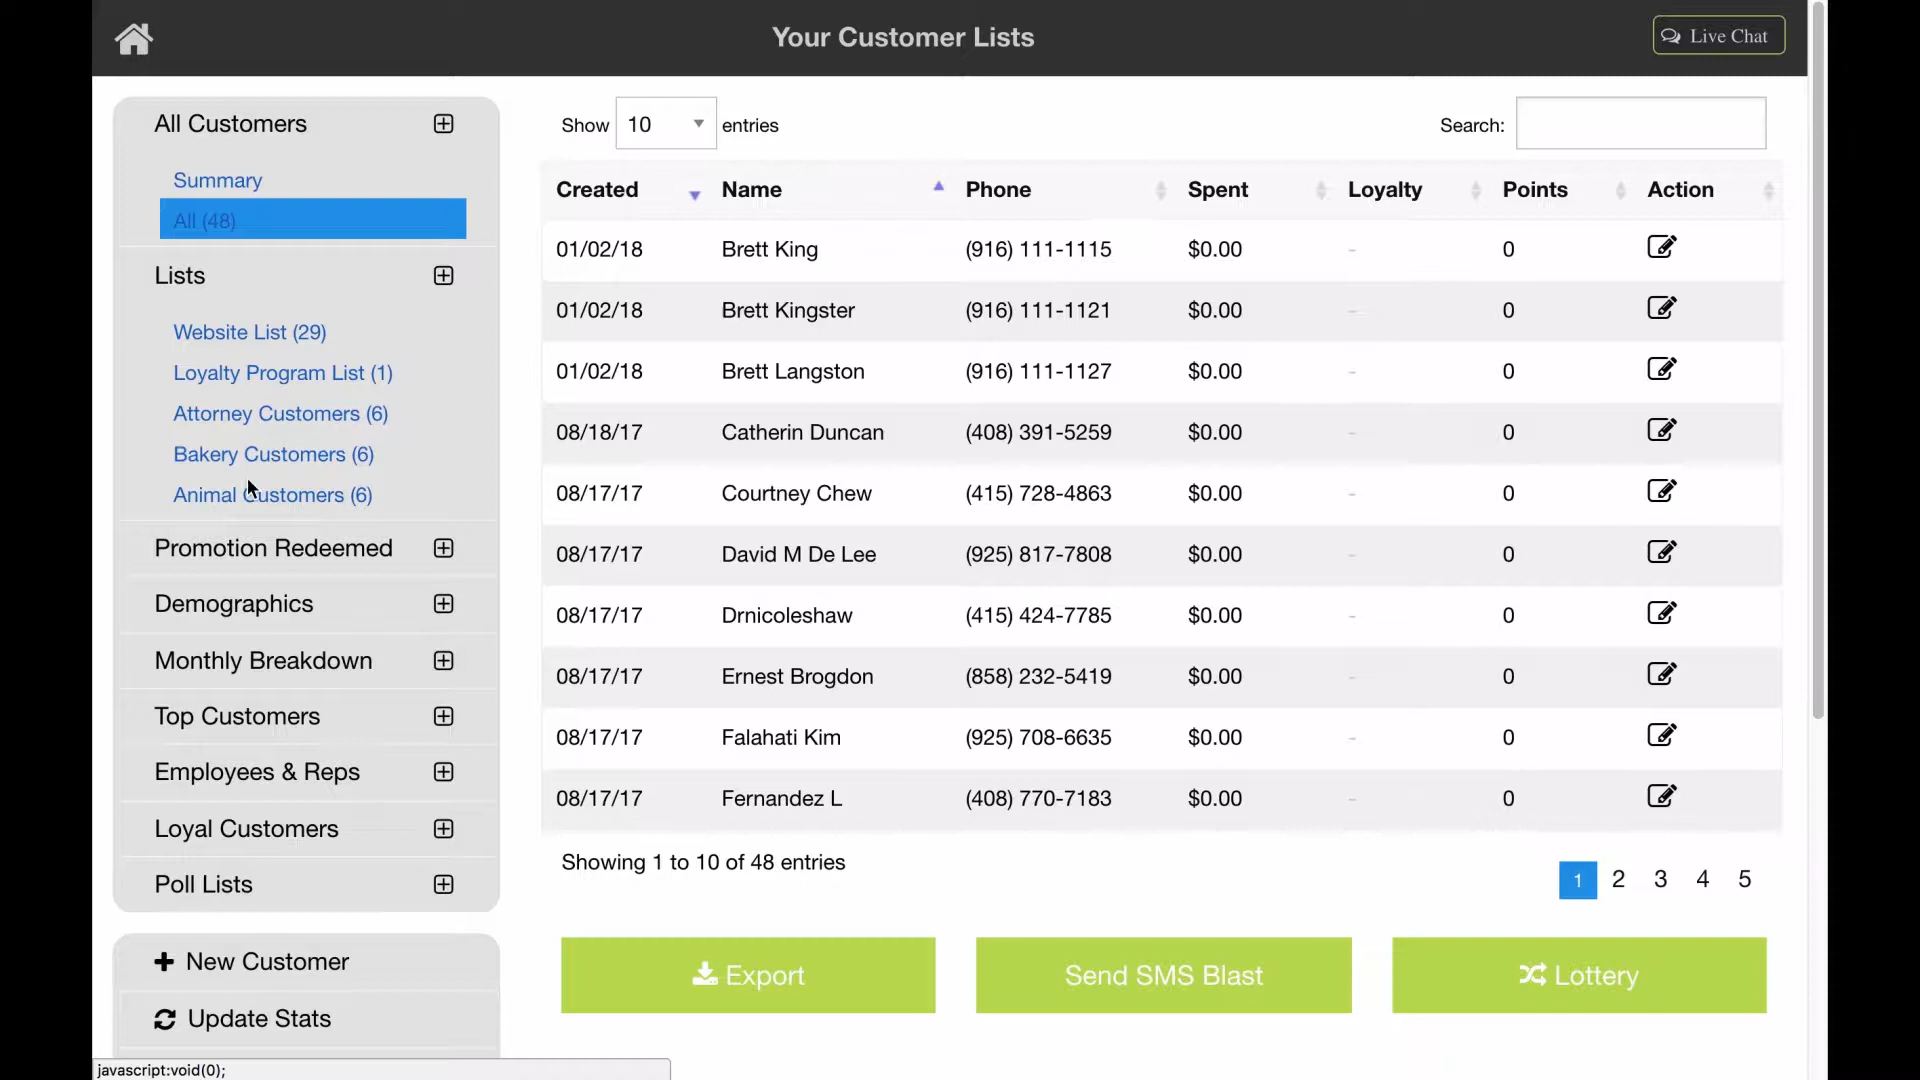 Your Customer Lists
Live Chat
All Customers
Summary
All (48)
Lists
Website List (29)
Loyalty Program List (1)
Attorney Customers (6)
Bakery Customers (6)
Animal Customers (6)
Promotion Redeemed
Demographics
Monthly Breakdown
Top Customers
Employees & Reps
Loyal Customers
Poll Lists
New Customer
Update Stats
Show 10 entries
Search:
Created Name Phone Spent Loyalty Points Action
01/02/18 Brett King (916) 111-1115 $0.00 - 0
01/02/18 Brett Kingster (916) 111-1121 $0.00 - 0
01/02/18 Brett Langston (916) 111-1127 $0.00 - 0
08/18/17 Catherin Duncan (408) 391-5259 $0.00 - 0
08/17/17 Courtney Chew (415) 728-4863 $0.00 - 0
08/17/17 David M De Lee (925) 817-7808 $0.00 - 0
08/17/17 Drnicoleshaw (415) 424-7785 $0.00 - 0
08/17/17 Ernest Brogdon (858) 232-5419 $0.00 - 0
08/17/17 Falahati Kim (925) 708-6635 $0.00 - 0
08/17/17 Fernandez L (408) 770-7183 $0.00 - 0
Showing 1 to 10 of 48 entries
1 2 3 4 5
Export
Send SMS Blast
Lottery
javascript:void(0);